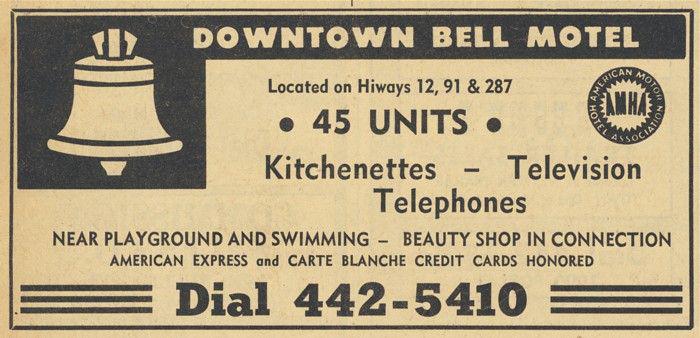 DOWNTOWN BELL MOTEL
Located on Hiways 12, 91 & 287
• 45 UNITS •
AMERICAN MOTOR HOTEL ASSOCIATION
AMHA
Kitchenettes – Television
Telephones
NEAR PLAYGROUND AND SWIMMING – BEAUTY SHOP IN CONNECTION
AMERICAN EXPRESS and CARTE BLANCHE CREDIT CARDS HONORED
Dial 442-5410